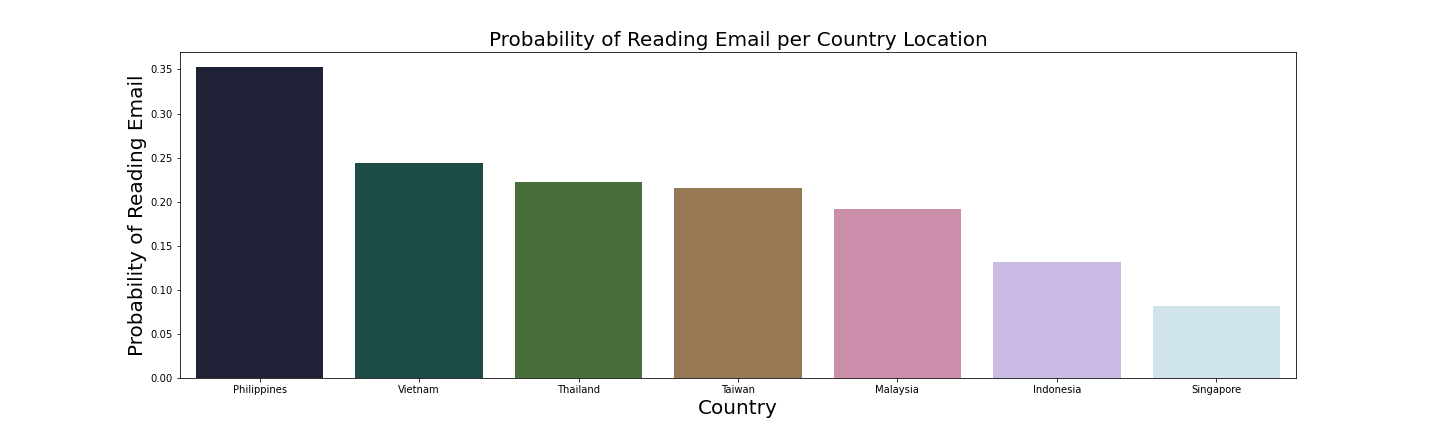 Probability of Reading Email per Country Location
Probability of Reading Email
0.35
0.30
0.25
0.20
0.15
0.10
0.05
0.00
Philippines Vietnam Thailand Taiwan Malaysia Indonesia Singapore
Country